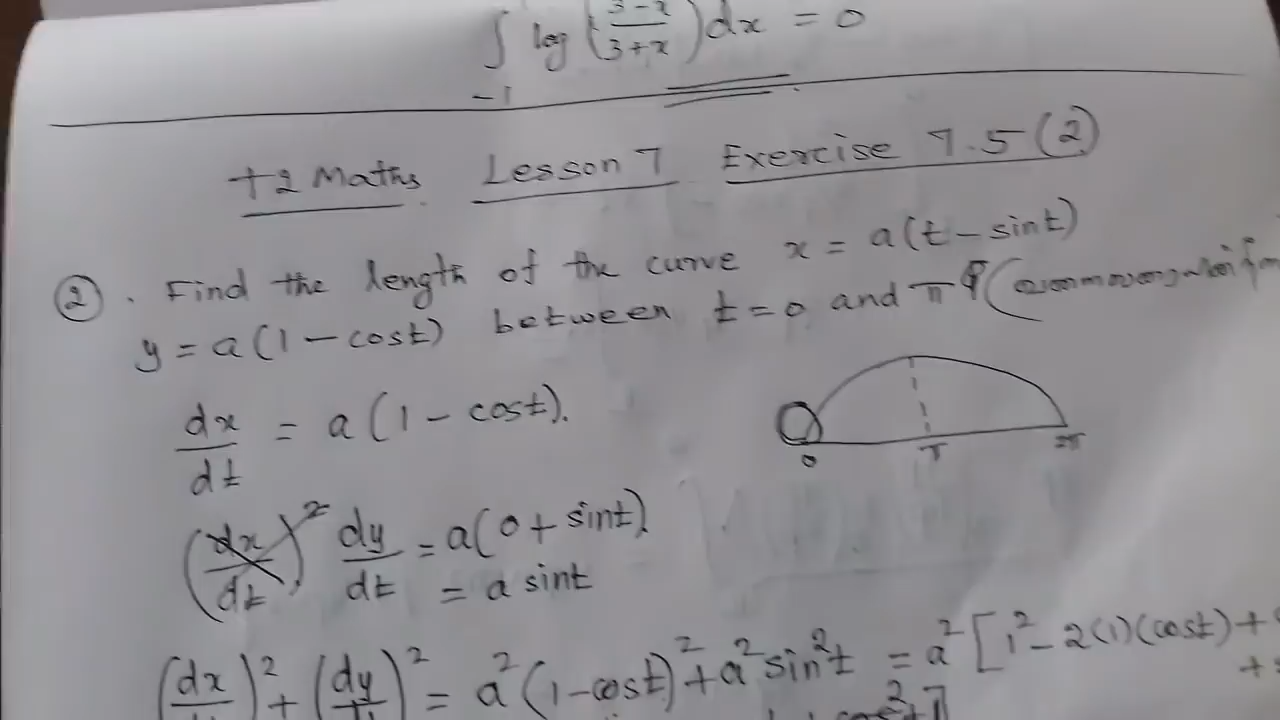 ∫ log (3-x / 3+x) dx = 0
-1
+2 Maths Lesson 7 Exercise 7.5 (2)
(2). Find the length of the curve x = a(t - sint)
y = a(1 - cost) between t = 0 and π
dx/dt = a(1 - cost).
0 π 2π
(dx/dt)² dy/dt = a(0 + sint)
= a sint
(dx/)² + (dy/)² = a²(1-cost)² + a² sin²t = a² [1² - 2(1)(cost) +